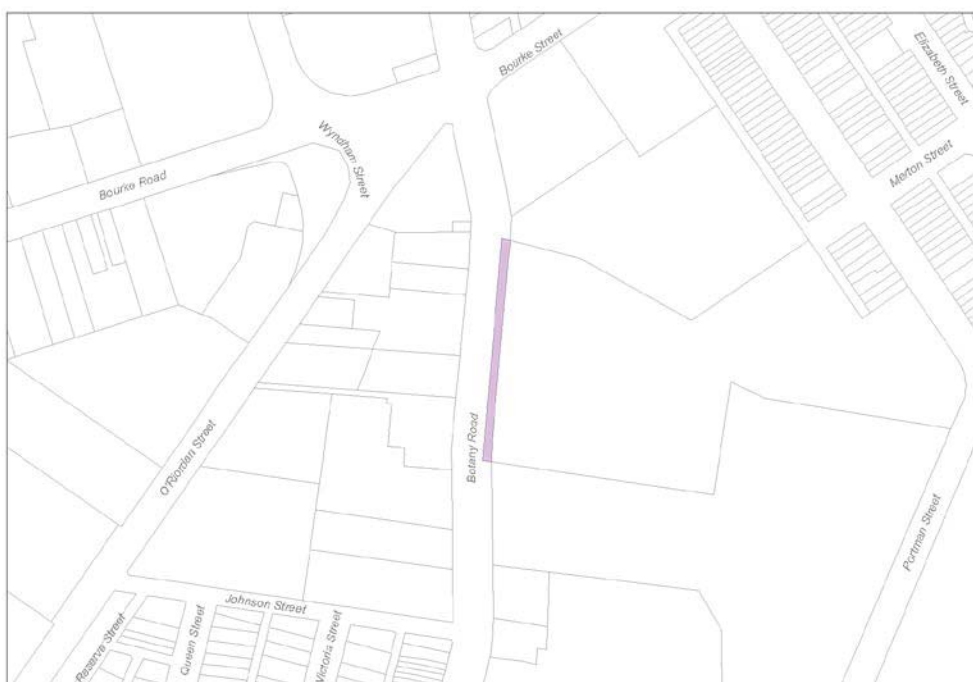 Bourke Street
Elizabeth Street
Wyndham Street
Merton Street
Bourke Road
Botany Road
O'Riordan Street
Portman Street
Johnson Street
Reserve Street
Queen Street
Victoria Street